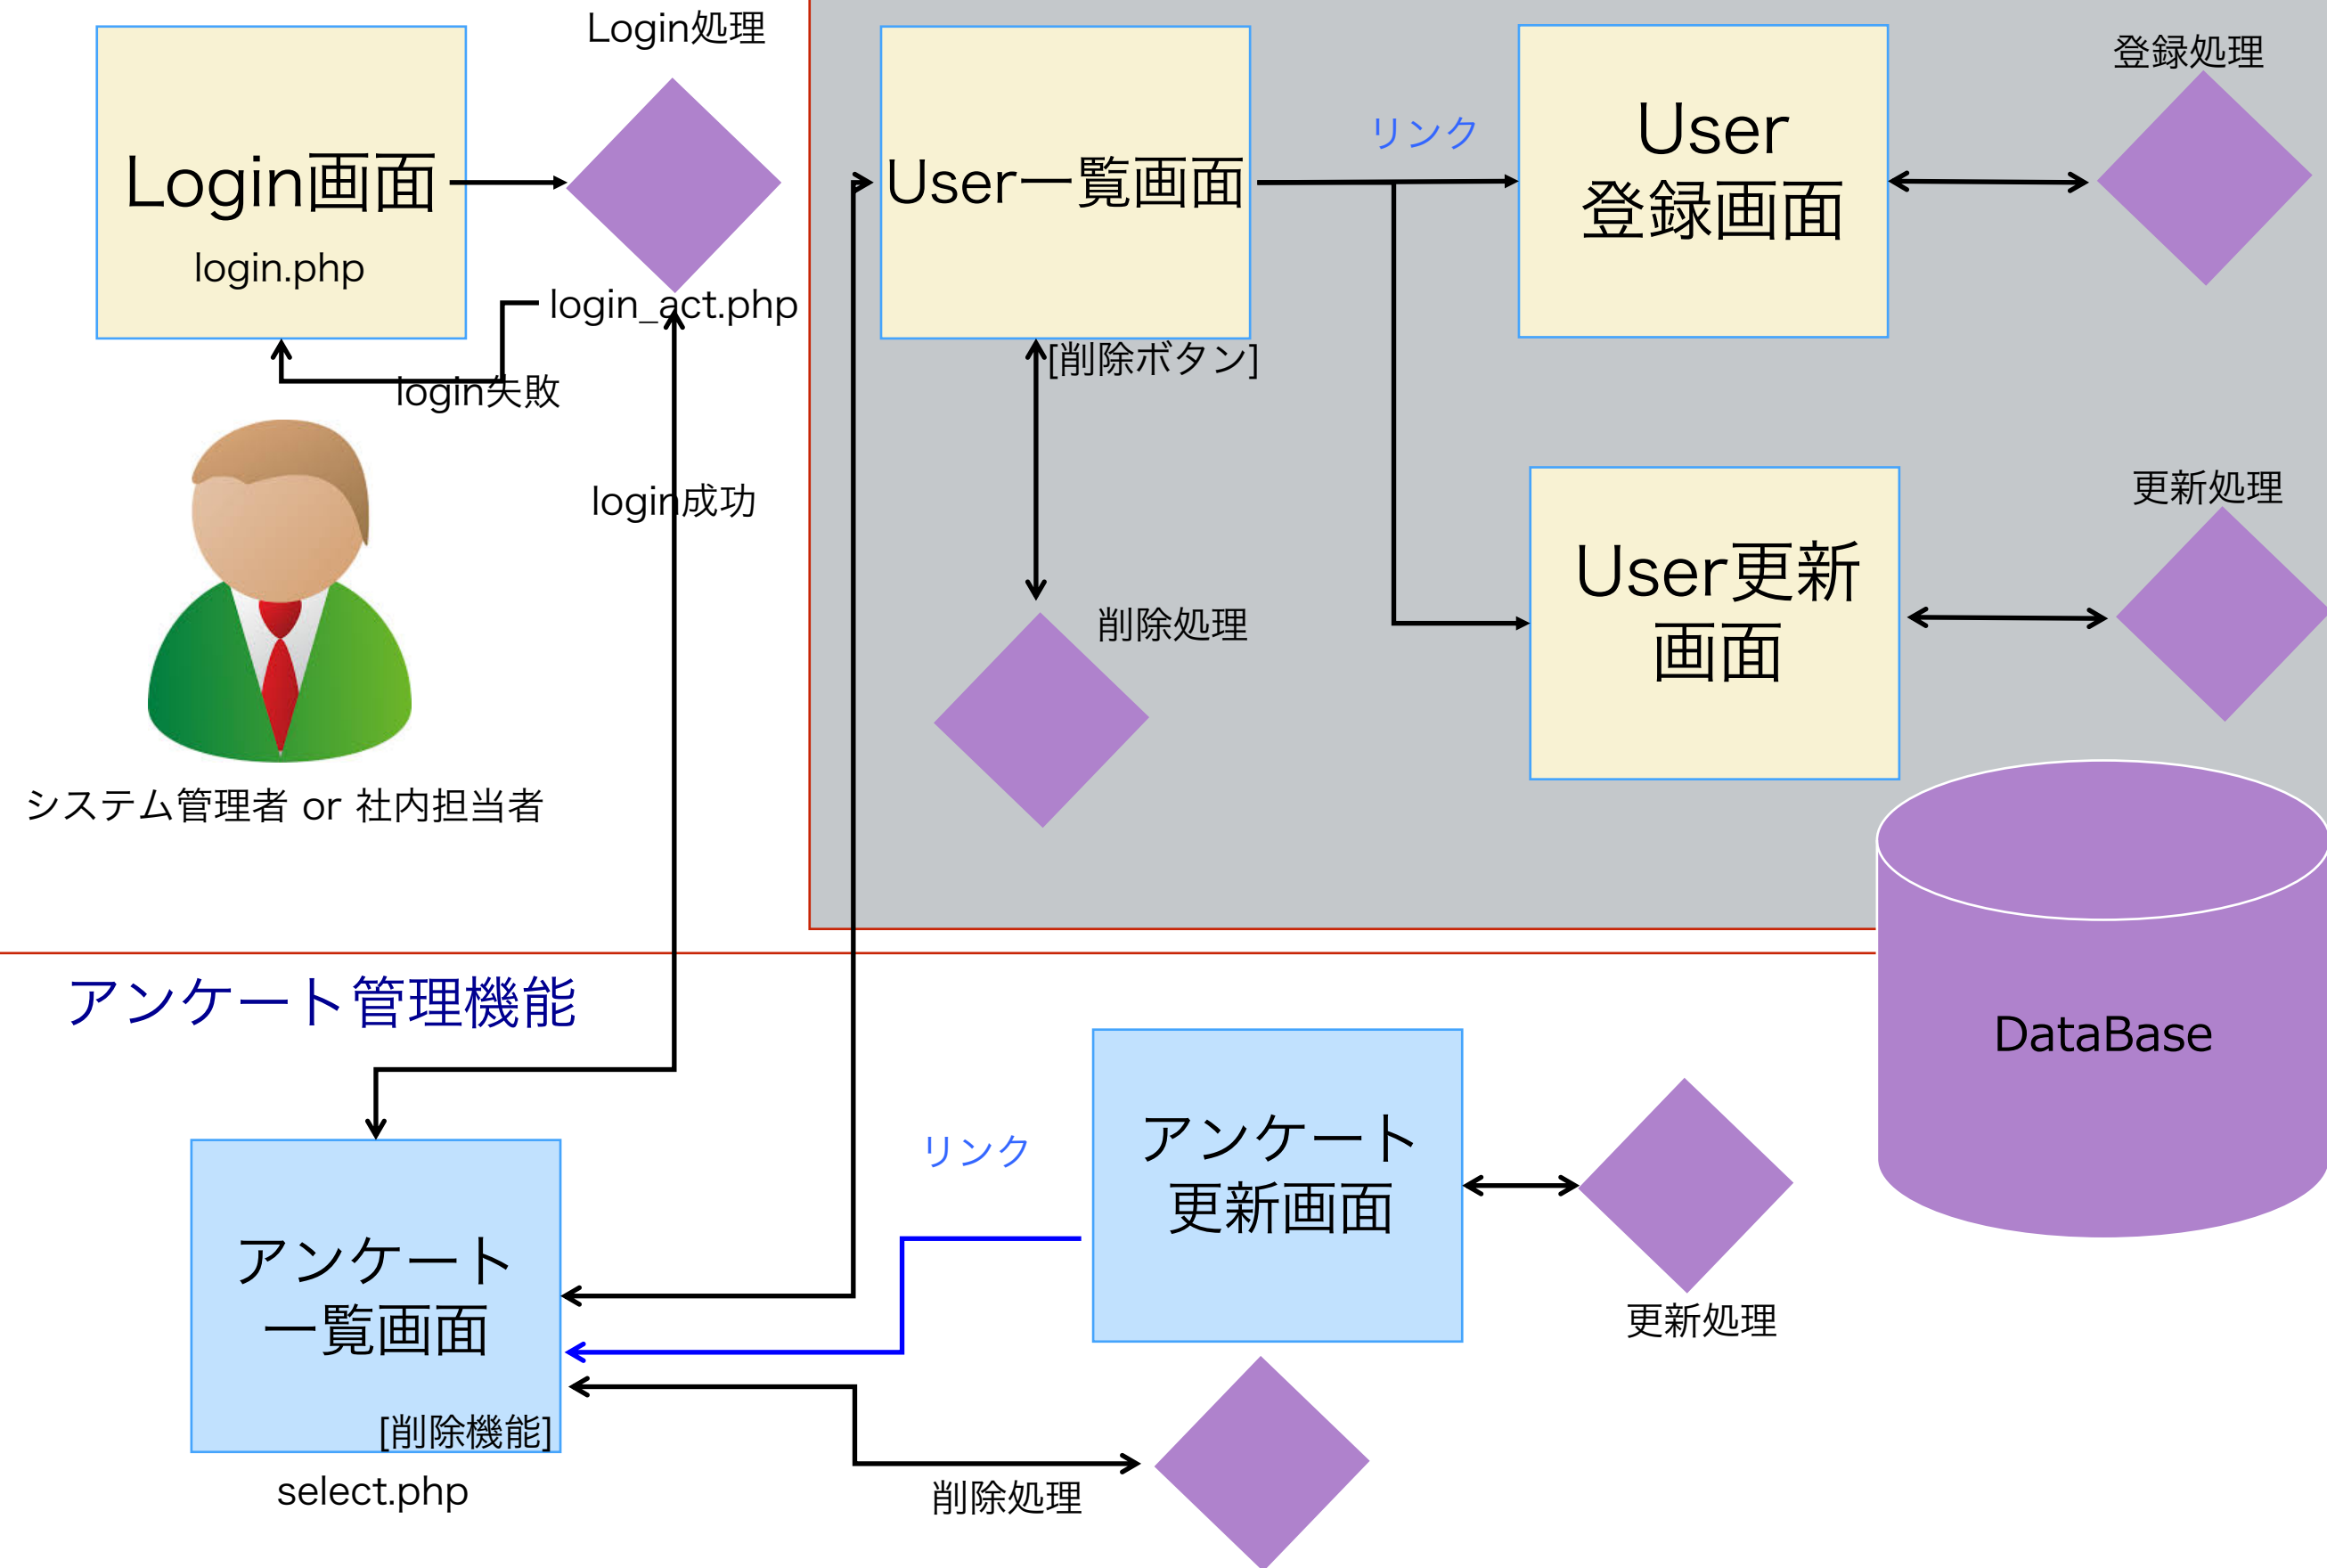 Login処理
Login画面
login.php
login_act.php
login失敗
login成功
システム管理者 or 社内担当者
User一覧画面
[削除ボタン]
削除処理
リンク
User
登録画面
登録処理
User更新
画面
更新処理
DataBase
アンケート管理機能
アンケート
一覧画面
[削除機能]
select.php
リンク
アンケート
更新画面
更新処理
削除処理